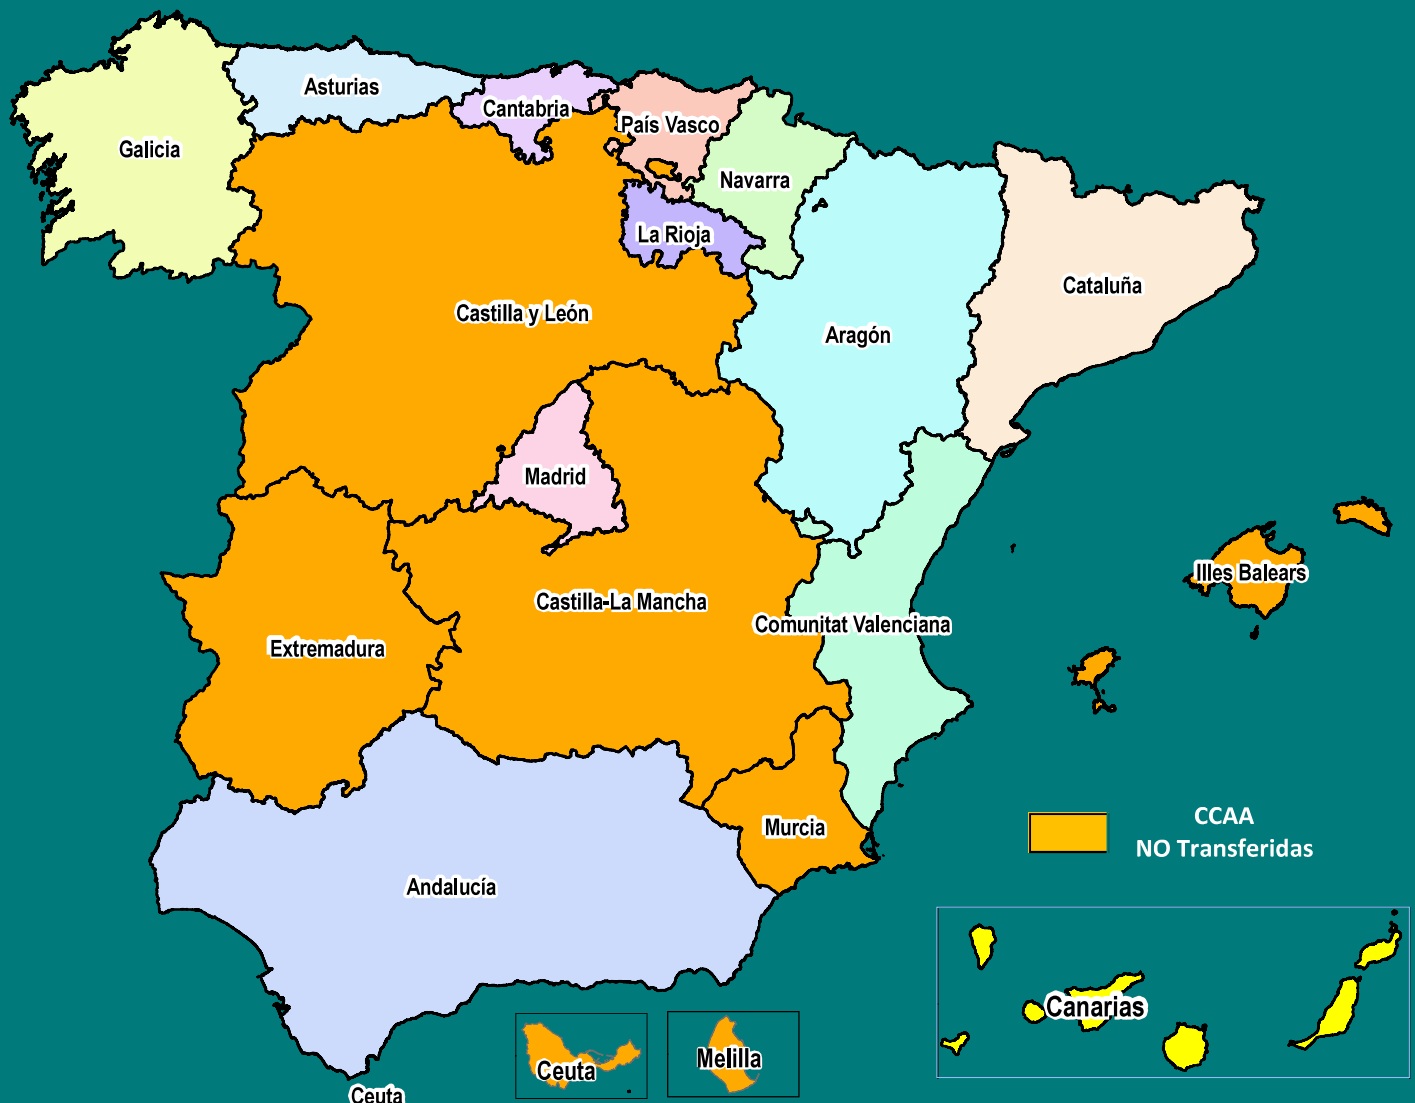 Asturias
Cantabria
País Vasco
Galicia
Navarra
La Rioja
Cataluña
Castilla y León
Aragón
Madrid
Illes Balears
Castilla-La Mancha
Comunitat Valenciana
Extremadura
Murcia
CCAA
NO Transferidas
Andalucía
Canarias
Melilla
Ceuta
Ceuta